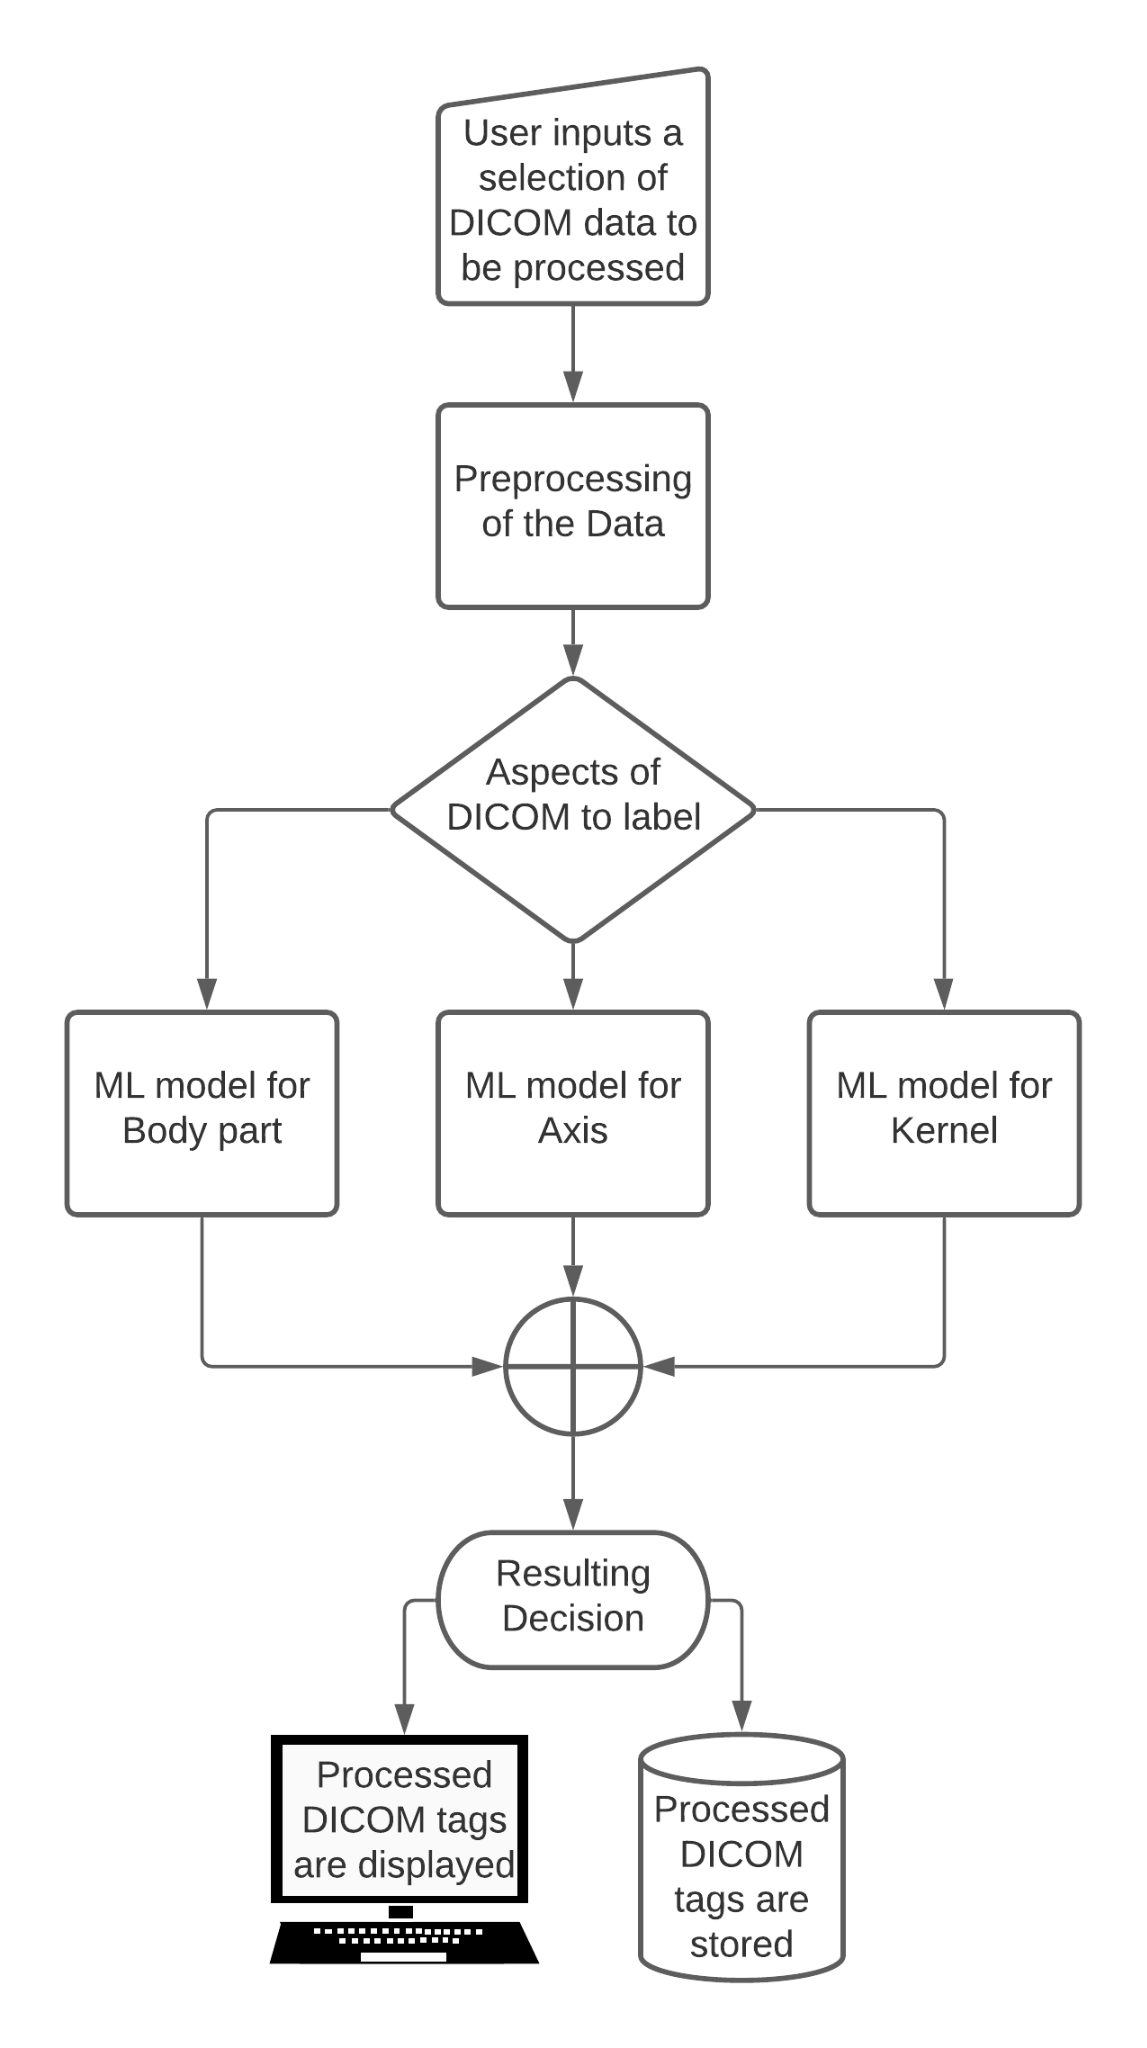 User inputs a
selection of
DICOM data to
be processed
Preprocessing
of the Data
Aspects of
DICOM to label
ML model for
Body part
ML model for
Axis
ML model for
Kernel
Resulting
Decision
Processed
DICOM tags
are displayed
Processed
DICOM
tags are
stored